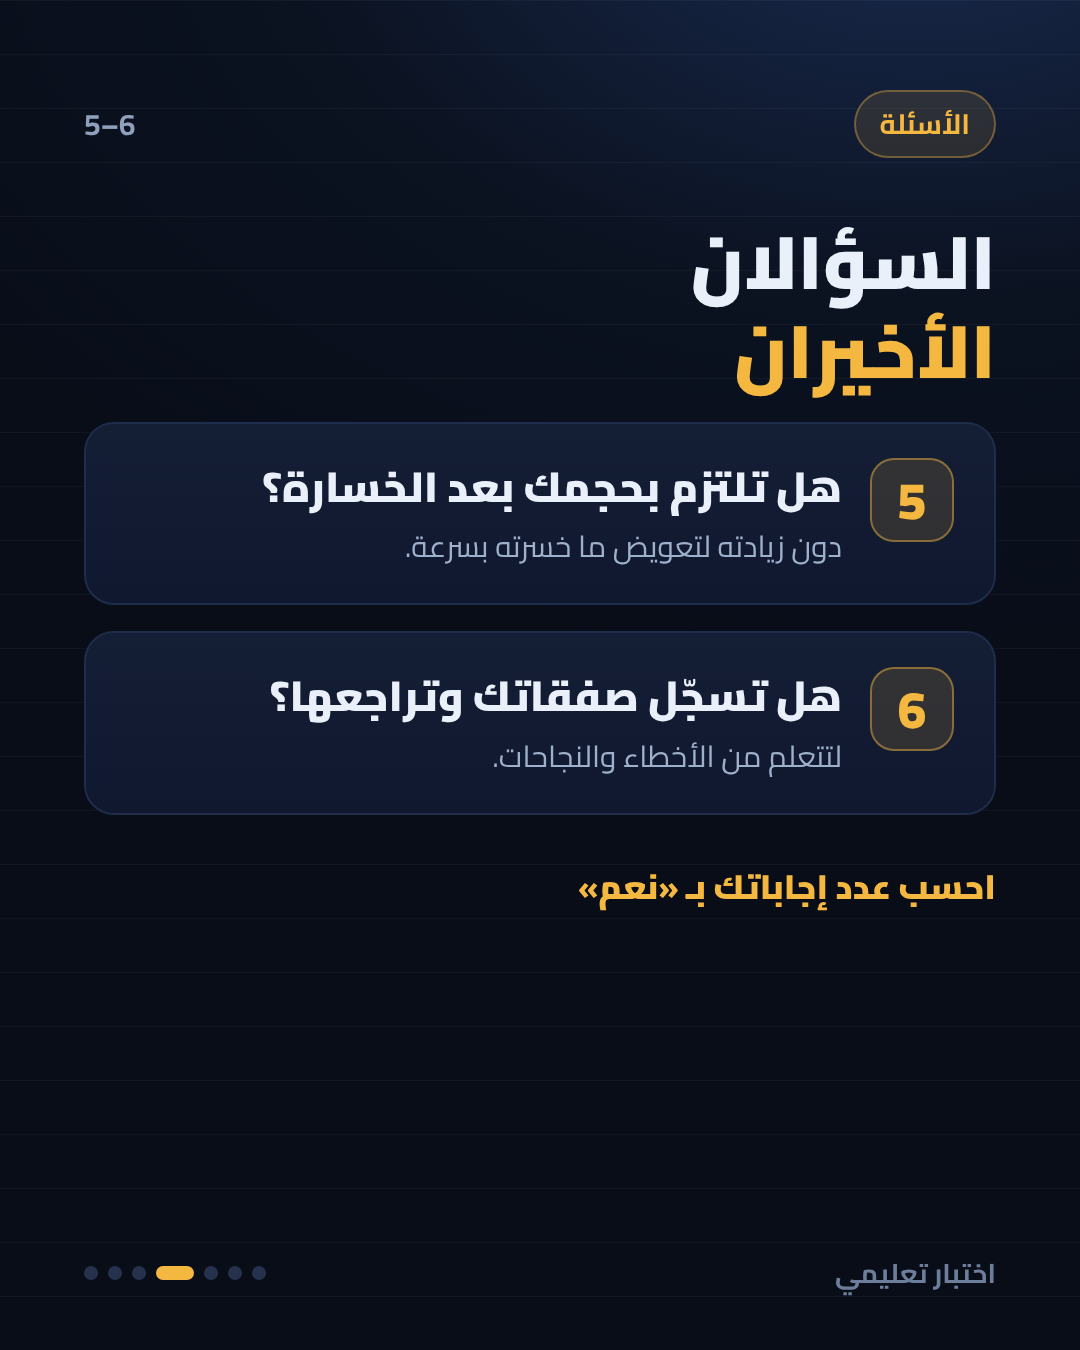 الأسئلة
5–6
السؤالان
الأخيران
5
هل تلتزم بحجمك بعد الخسارة؟
دون زيادته لتعويض ما خسرته بسرعة.
6
هل تسجّل صفقاتك وتراجعها؟
لتتعلم من الأخطاء والنجاحات.
احسب عدد إجاباتك بـ «نعم»
اختبار تعليمي